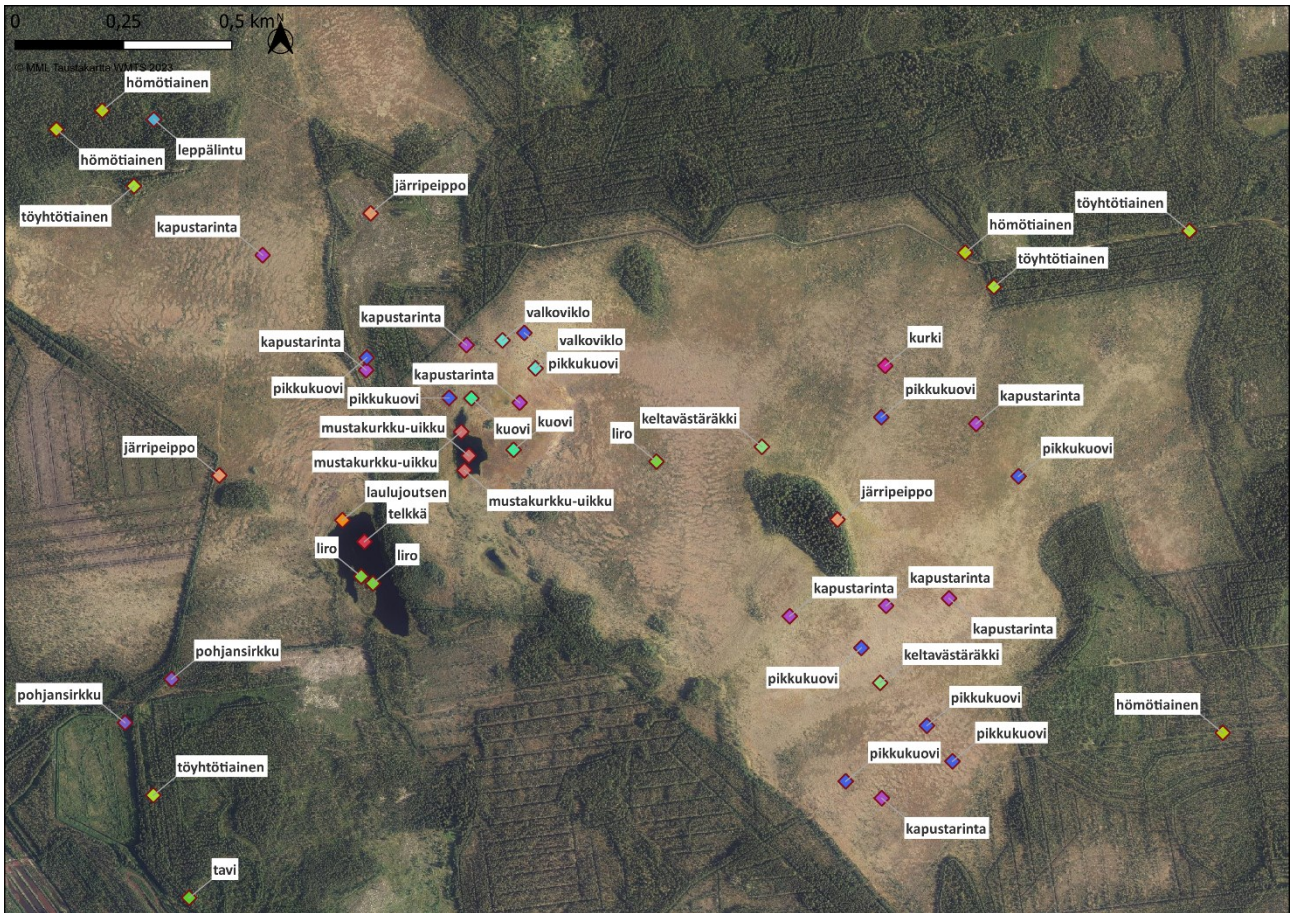 0 0,25 0,5 km N
© MML Taustakartta WMTS 2023
hömötiainen
leppälintu
hömötiainen
järripeippo
töyhtötiainen
töyhtötiainen
kapustarinta
hömötiainen
töyhtötiainen
valkoviklo
kapustarinta
kapustarinta
valkoviklo
kurki
pikkukuovi
kapustarinta
pikkukuovi
pikkukuovi
pikkukuovi
kapustarinta
keltavästäräkki
kuovi
mustakurkku-uikku
kuovi
liro
järripeippo
pikkukuovi
mustakurkku-uikku
laulujoutsen
järripeippo
mustakurkku-uikku
telkkä
liro
liro
kapustarinta
kapustarinta
kapustarinta
pohjansirkku
keltavästäräkki
pikkukuovi
pohjansirkku
pikkukuovi
hömötiainen
pikkukuovi
pikkukuovi
töyhtötiainen
kapustarinta
tavi